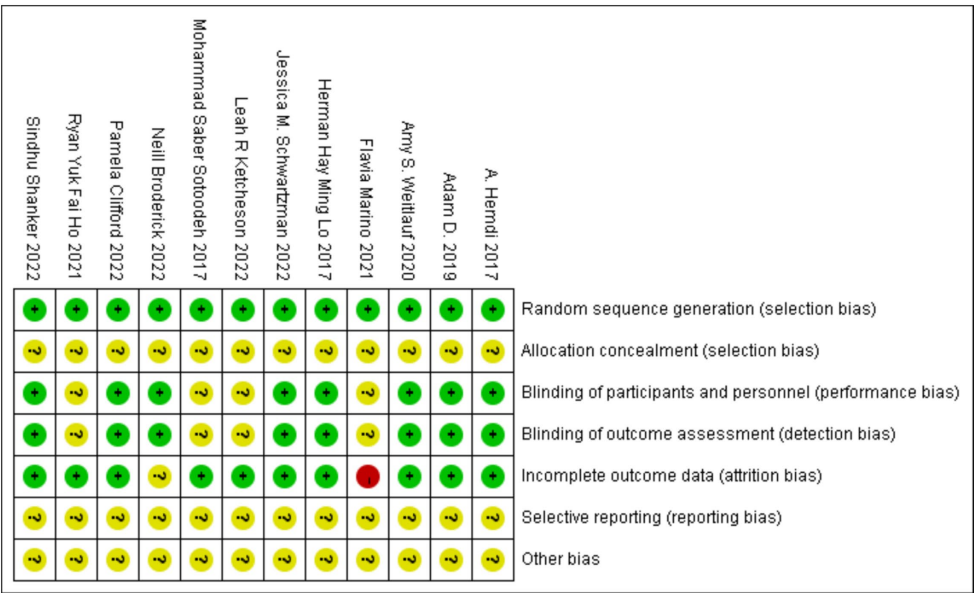 Sindhu Shanker 2022
Ryan Yuk Fai Ho 2021
Pamela Clifford 2022
Neill Broderick 2022
Mohammad Saber Sotoodeh 2017
Leah R Ketcheson 2022
Jessica M. Schwartzman 2022
Herman Hay Ming Lo 2017
Flavia Marino 2021
Amy S. Weitlauf 2020
Adam D. 2019
A. Hemdi 2017
+ + + + + + + + + + + + Random sequence generation (selection bias)
? ? ? ? ? ? ? ? ? ? ? ? Allocation concealment (selection bias)
+ ? + + ? ? + + ? + + + Blinding of participants and personnel (performance bias)
+ ? + + ? ? + + ? + + + Blinding of outcome assessment (detection bias)
+ + + ? + + + + - + + + Incomplete outcome data (attrition bias)
? ? ? ? ? ? ? ? ? ? ? ? Selective reporting (reporting bias)
? ? ? ? ? ? ? ? ? ? ? ? Other bias